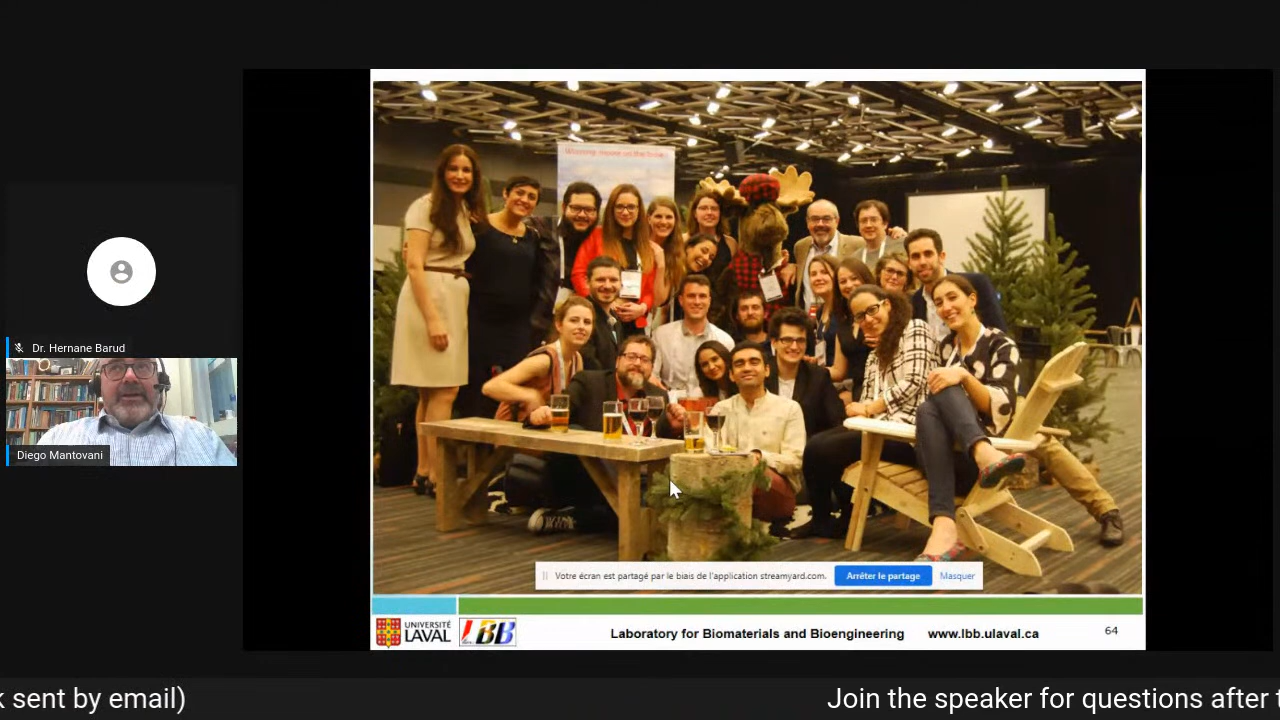 Dr. Hernane Barud
Diego Mantovani
Votre écran est partagé par le biais de l'application streamyard.com.
Arrêter le partage
Masquer
UNIVERSITÉ
LAVAL
LBB
Laboratory for Biomaterials and Bioengineering
www.lbb.ulaval.ca
64
sent by email)
Join the speaker for questions after